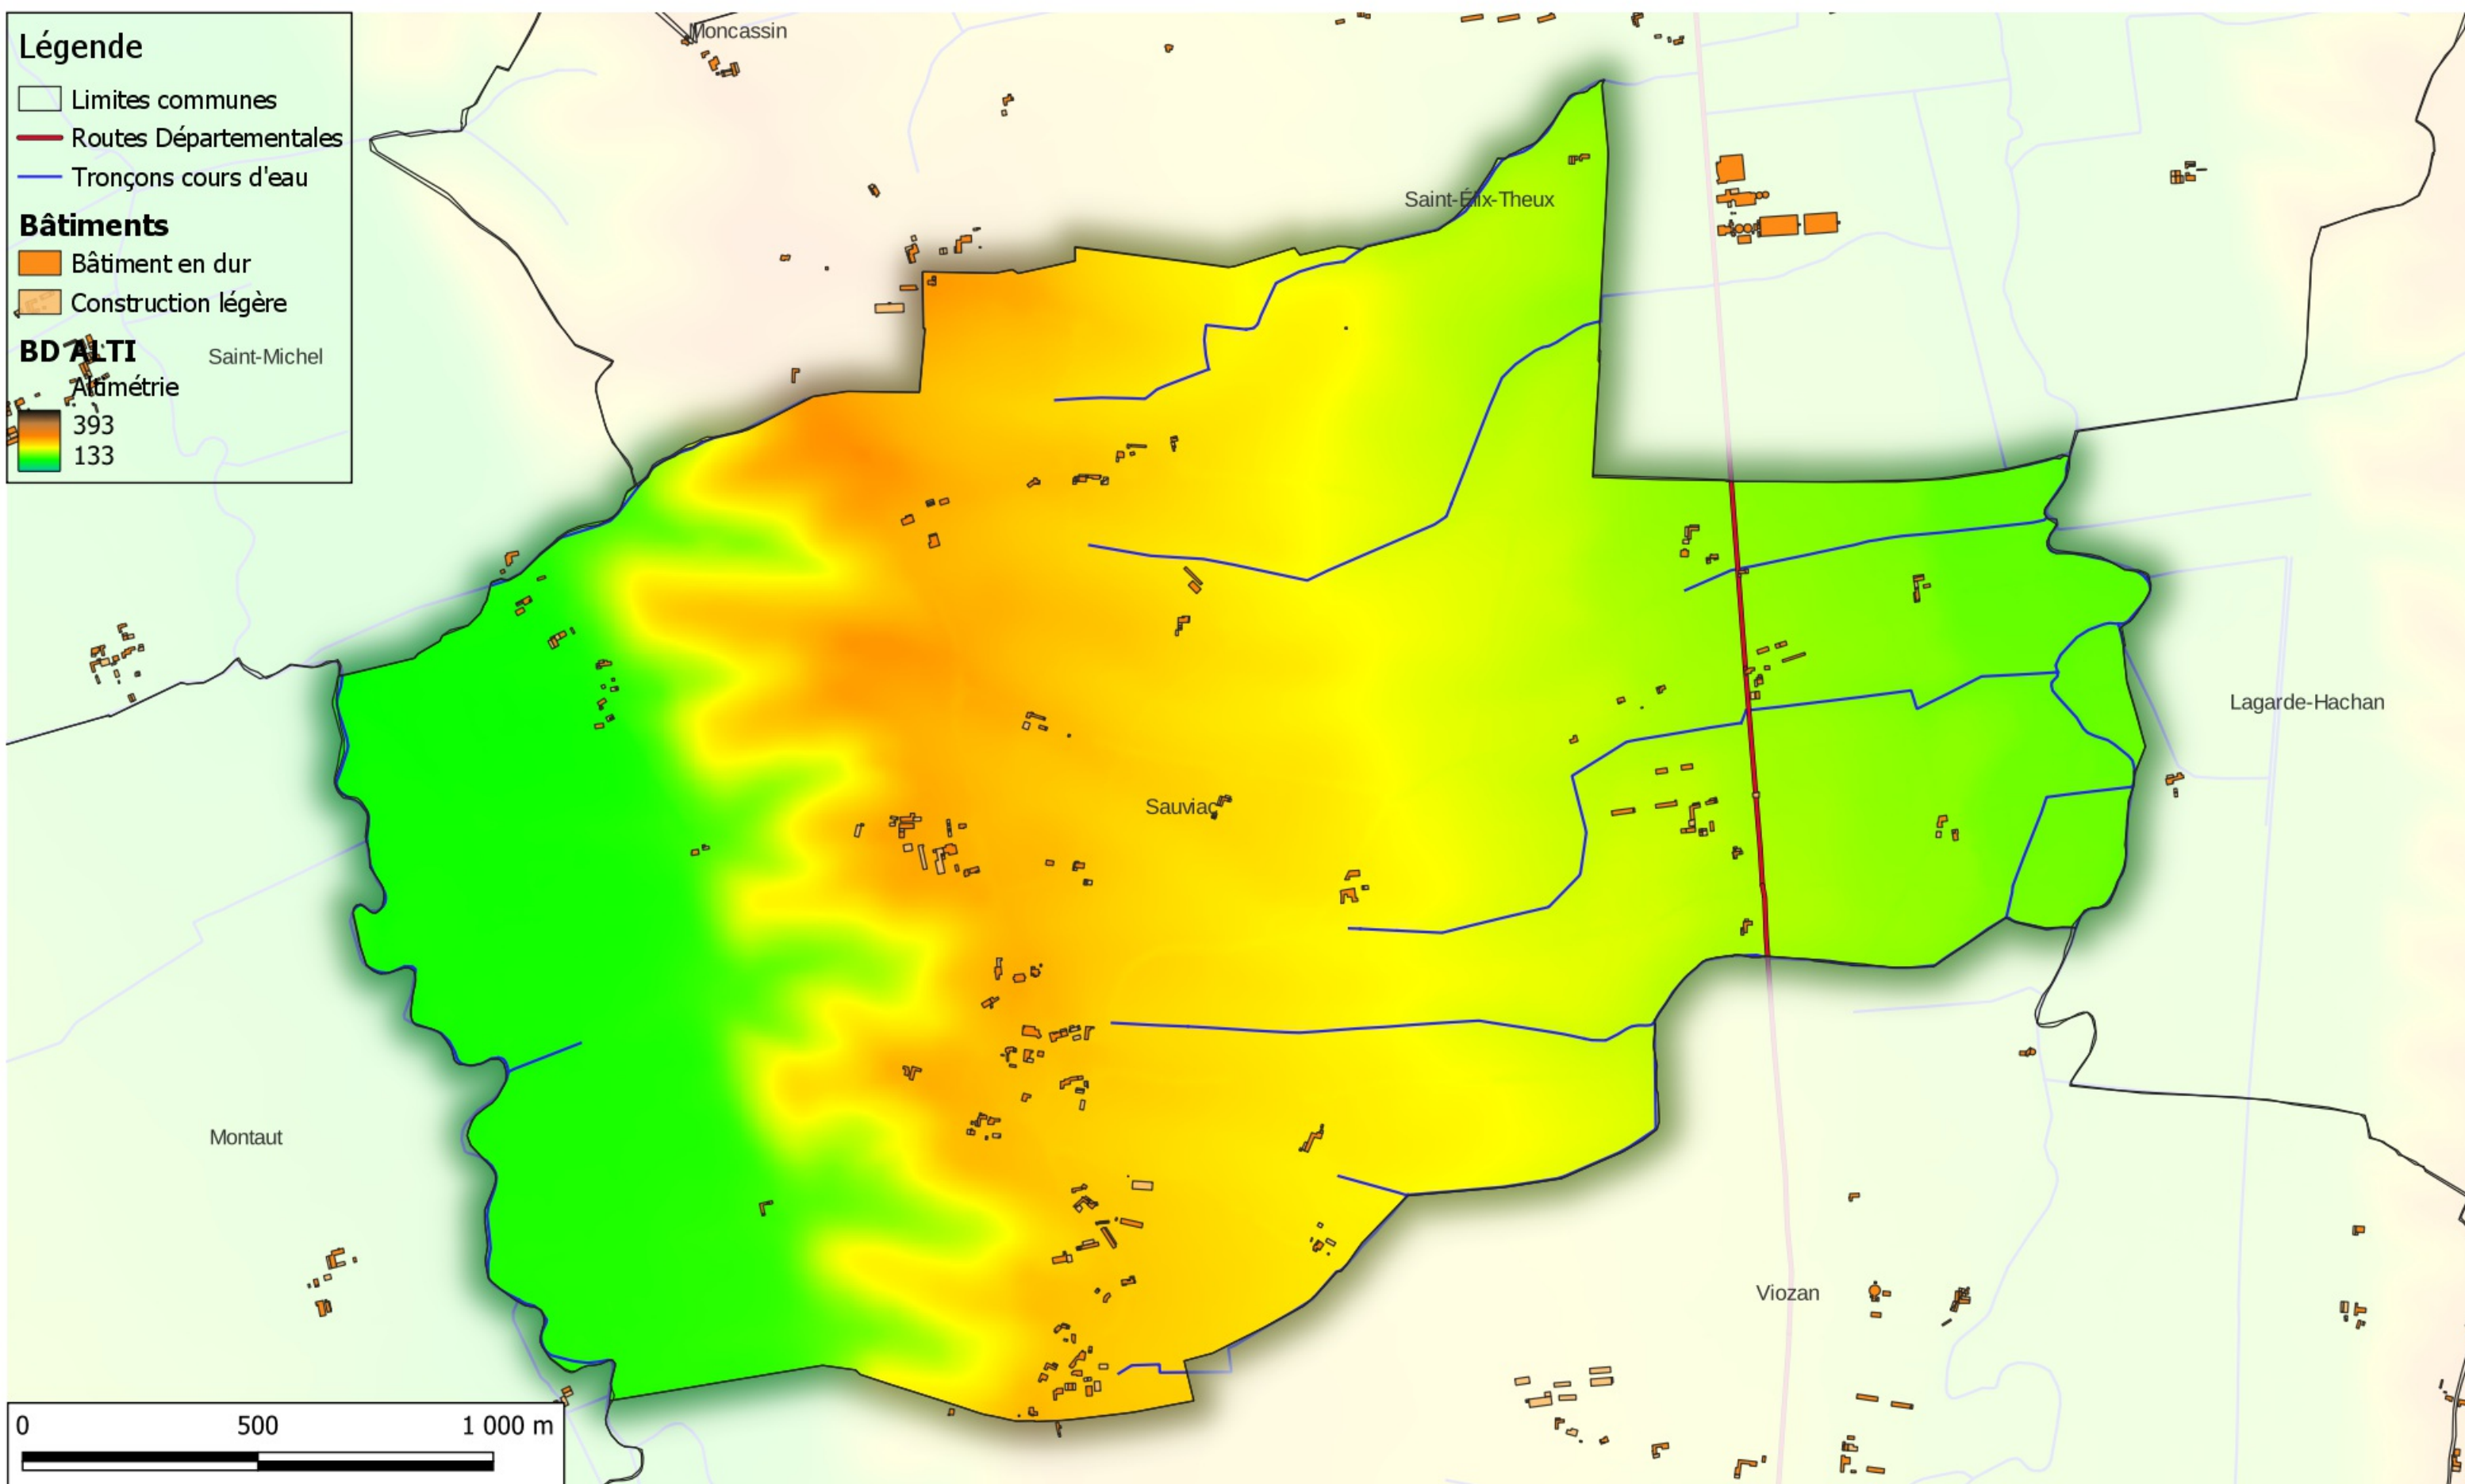 Légende
Limites communes
Routes Départementales
Tronçons cours d'eau
Bâtiments
Bâtiment en dur
Construction légère
BD ALTI
Altimétrie
393
133
Moncassin
Saint-Élix-Theux
Saint-Michel
Lagarde-Hachan
Sauviac
Montaut
Viozan
0 500 1 000 m